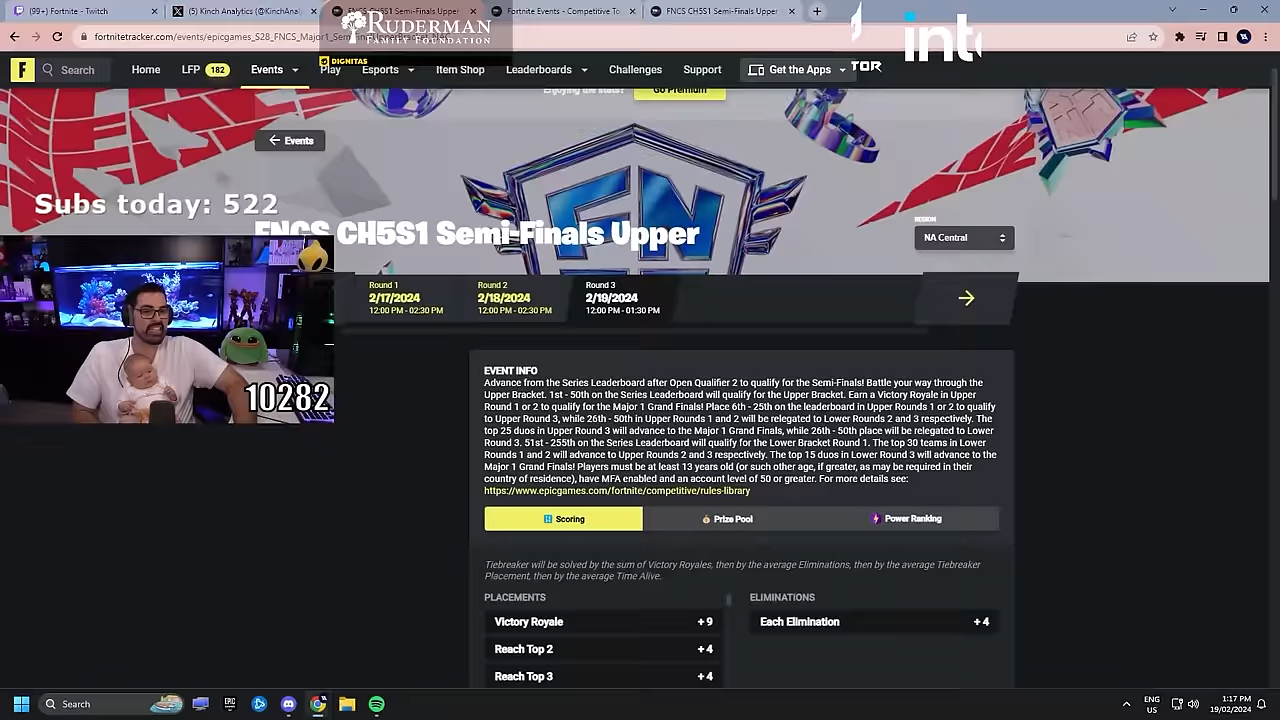 (99+) Fortnite - Twitch
Kinch Analytics (@KinchAnal
FNCS CH5S1 Semi-Finals Upper
Fortnite Events - Competitive To
FNCS CH5S1 Semi-Finals Upper
RUDERMAN
FAMILY FOUNDATION
int
TOR
fortnitetracker.com/events/epicgames_S28_FNCS_Major1_Sem
DIGNITAS
F
Search
Home
LFP 182
Events
Play
Esports
Item Shop
Leaderboards
Challenges
Support
Get the Apps
Enjoying the stats?
Go Premium
Events
Subs today: 522
FNCS CH5S1 Semi-Finals Upper
REGION
NA Central
Round 1
2/17/2024
12:00 PM - 02:30 PM
Round 2
2/18/2024
12:00 PM - 02:30 PM
Round 3
2/19/2024
12:00 PM - 01:30 PM
10282
EVENT INFO
Advance from the Series Leaderboard after Open Qualifier 2 to qualify for the Semi-Finals! Battle your way through the
Upper Bracket. 1st - 50th on the Series Leaderboard will qualify for the Upper Bracket. Earn a Victory Royale in Upper
Round 1 or 2 to qualify for the Major 1 Grand Finals! Place 6th - 25th on the leaderboard in Upper Rounds 1 or 2 to qualify
to Upper Round 3, while 26th - 50th in Upper Rounds 1 and 2 will be relegated to Lower Rounds 2 and 3 respectively. The
top 25 duos in Upper Round 3 will advance to the Major 1 Grand Finals, while 26th - 50th place will be relegated to Lower
Round 3. 51st - 255th on the Series Leaderboard will qualify for the Lower Bracket Round 1. The top 30 teams in Lower
Rounds 1 and 2 will advance to Upper Rounds 2 and 3 respectively. The top 15 duos in Lower Round 3 will advance to the
Major 1 Grand Finals! Players must be at least 13 years old (or such other age, if greater, as may be required in their
country of residence), have MFA enabled and an account level of 50 or greater. For more details see:
https://www.epicgames.com/fortnite/competitive/rules-library
Scoring
Prize Pool
Power Ranking
Tiebreaker will be solved by the sum of Victory Royales, then by the average Eliminations, then by the average Tiebreaker
Placement, then by the average Time Alive.
PLACEMENTS
Victory Royale +9
Reach Top 2 +4
Reach Top 3 +4
ELIMINATIONS
Each Elimination +4
Search
ENG
US
1:17 PM
19/02/2024